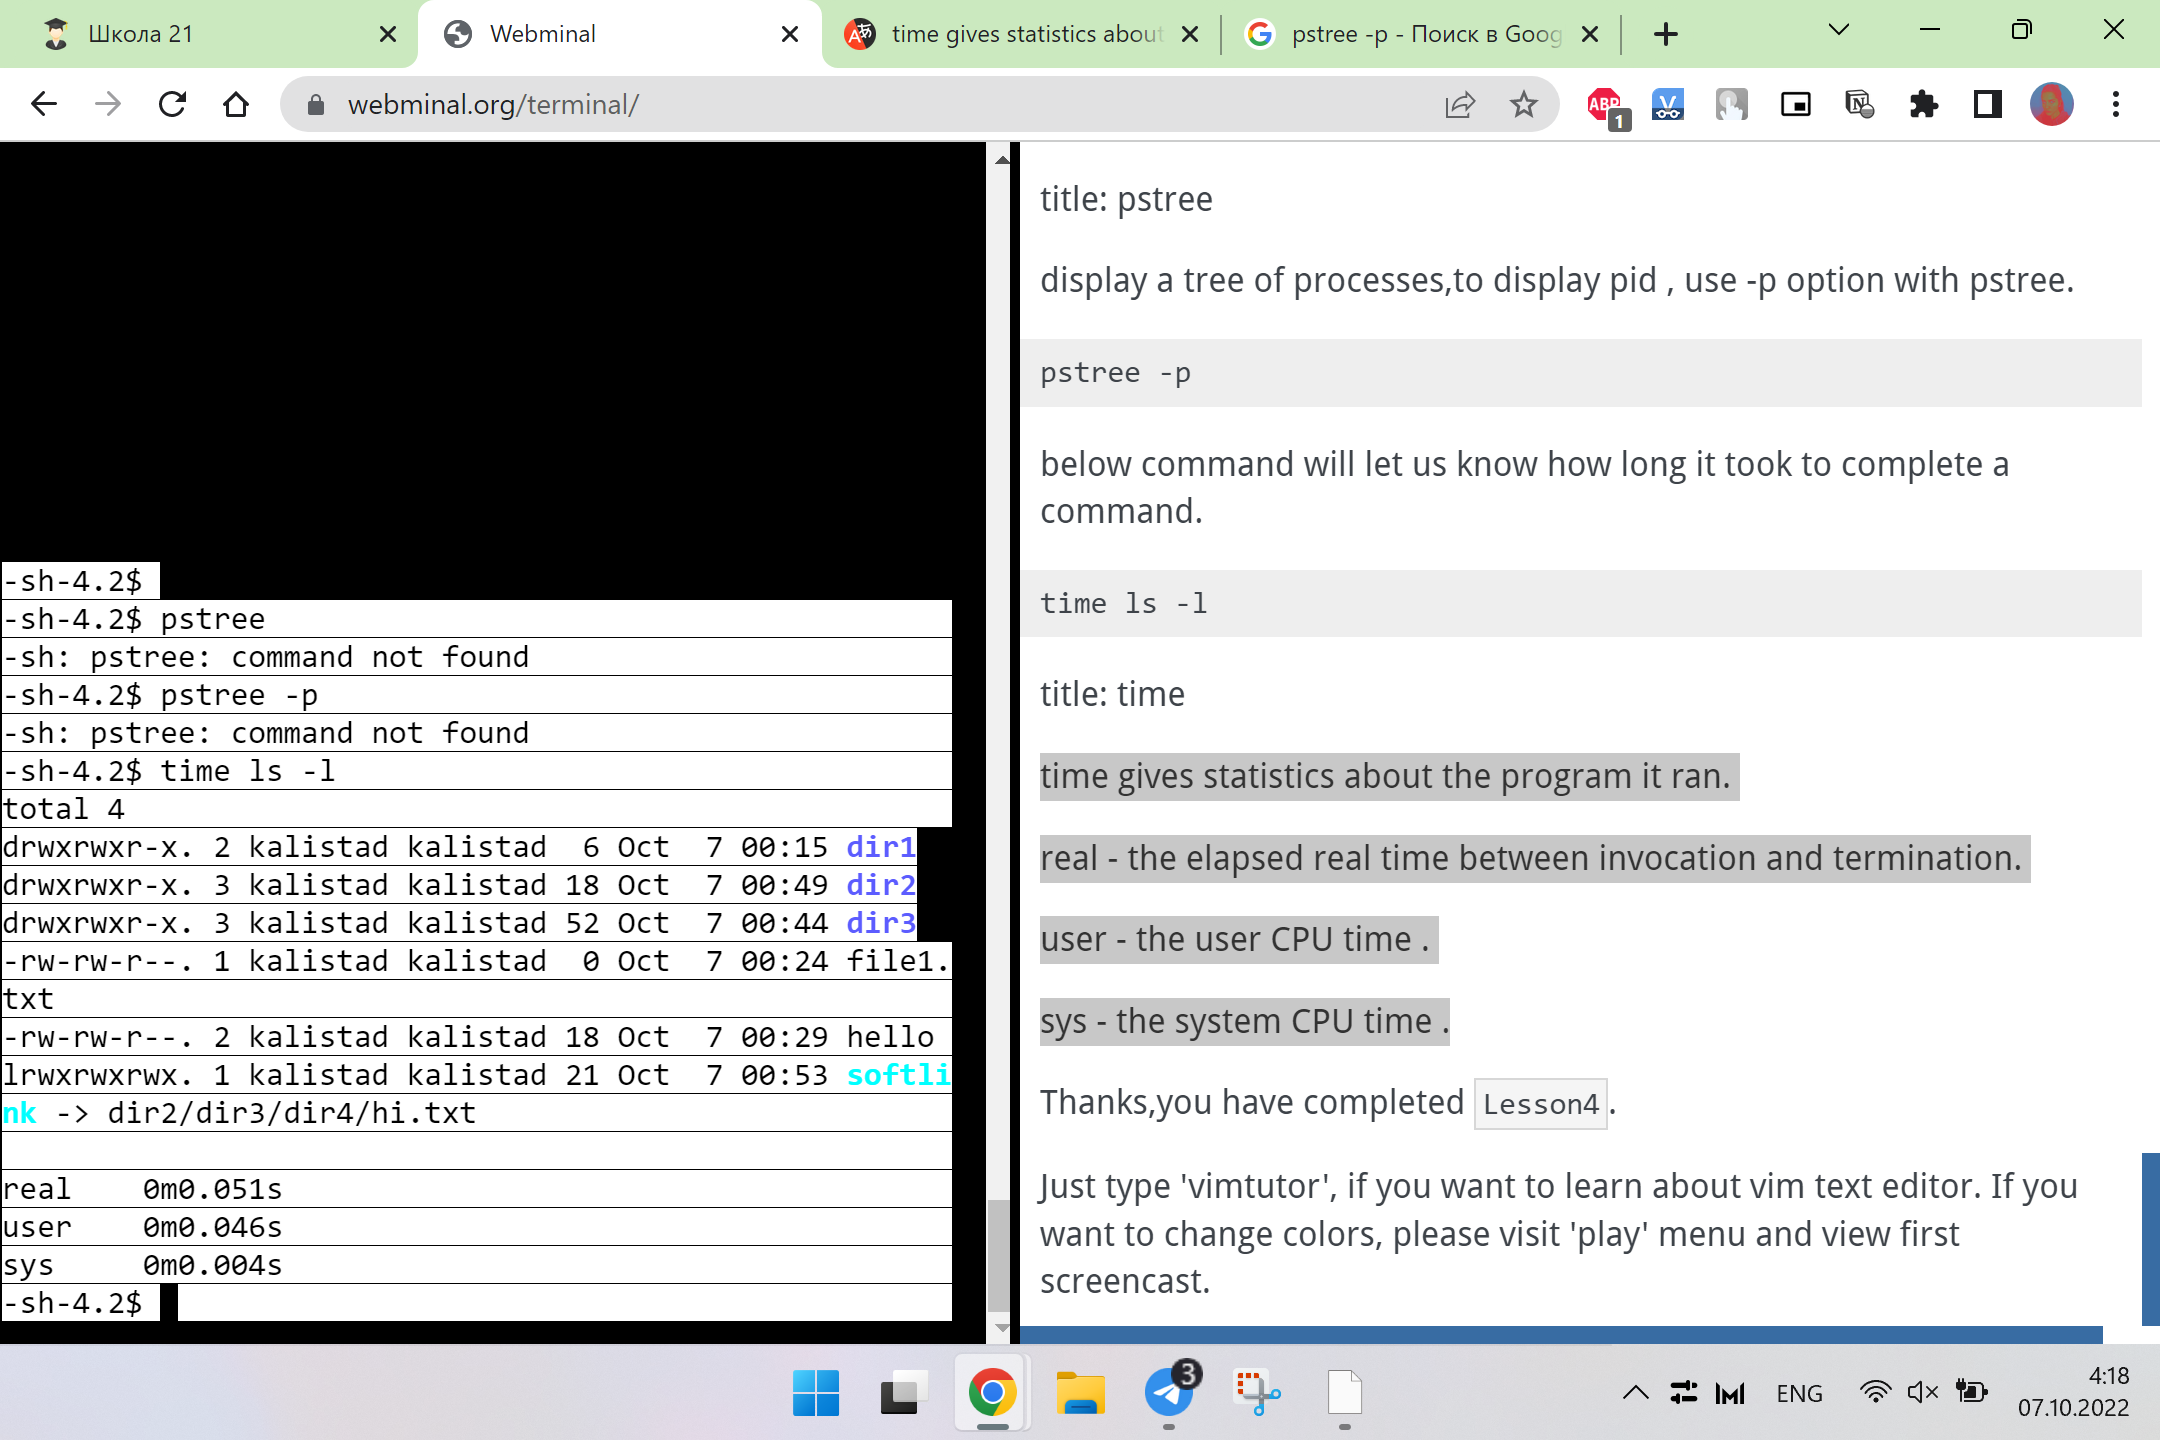 Школа 21
Webminal
time gives statistics about
pstree -p - Поиск в Goog
webminal.org/terminal/
ABP
1
-sh-4.2$
-sh-4.2$ pstree
-sh: pstree: command not found
-sh-4.2$ pstree -p
-sh: pstree: command not found
-sh-4.2$ time ls -l
total 4
drwxrwxr-x. 2 kalistad kalistad  6 Oct  7 00:15 dir1
drwxrwxr-x. 3 kalistad kalistad 18 Oct  7 00:49 dir2
drwxrwxr-x. 3 kalistad kalistad 52 Oct  7 00:44 dir3
-rw-rw-r--. 1 kalistad kalistad  0 Oct  7 00:24 file1.
txt
-rw-rw-r--. 2 kalistad kalistad 18 Oct  7 00:29 hello
lrwxrwxrwx. 1 kalistad kalistad 21 Oct  7 00:53 softli
nk -> dir2/dir3/dir4/hi.txt
real    0m0.051s
user    0m0.046s
sys     0m0.004s
-sh-4.2$
title: pstree
display a tree of processes,to display pid , use -p option with pstree.
pstree -p
below command will let us know how long it took to complete a
command.
time ls -l
title: time
time gives statistics about the program it ran.
real - the elapsed real time between invocation and termination.
user - the user CPU time .
sys - the system CPU time .
Thanks,you have completed Lesson4.
Just type 'vimtutor', if you want to learn about vim text editor. If you
want to change colors, please visit 'play' menu and view first
screencast.
3
ENG
4:18
07.10.2022